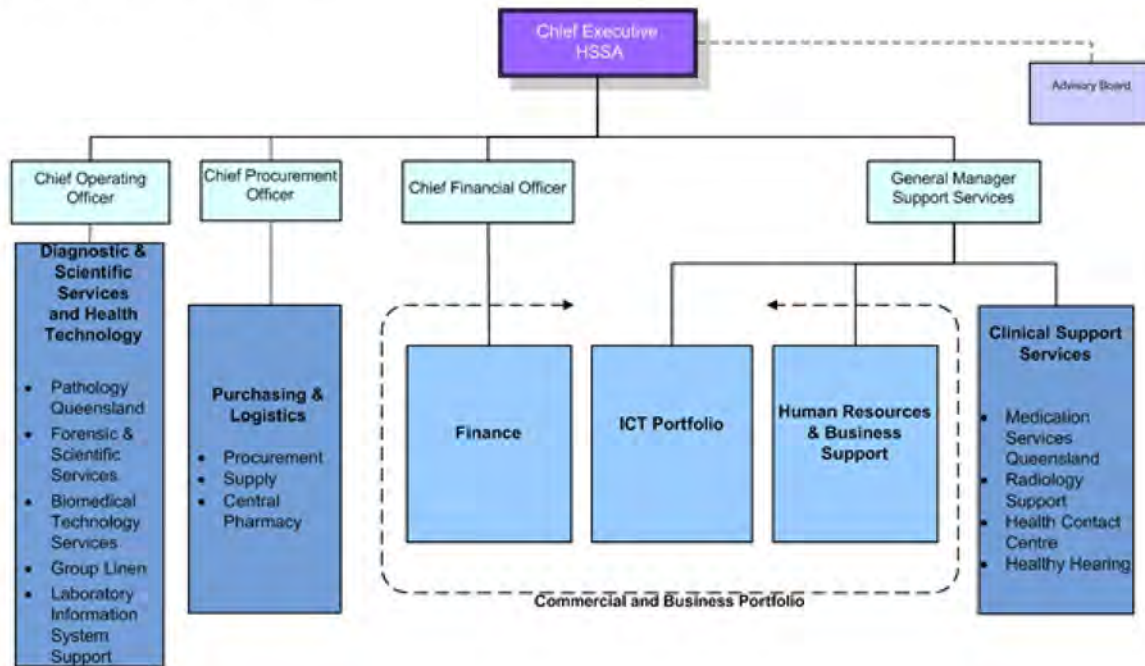 Chief Executive
HSSA
Advisory Board
Chief Operating
Officer
Chief Procurement
Officer
Chief Financial Officer
General Manager
Support Services
Diagnostic &
Scientific
Services
and Health
Technology
• Pathology
Queensland
• Forensic &
Scientific
Services
• Biomedical
Technology
Services
• Group Linen
• Laboratory
Information
System
Support
Purchasing &
Logistics
• Procurement
• Supply
• Central
Pharmacy
Finance
ICT Portfolio
Human Resources
& Business
Support
Clinical Support
Services
• Medication
Services
Queensland
• Radiology
Support
• Health Contact
Centre
• Healthy Hearing
Commercial and Business Portfolio